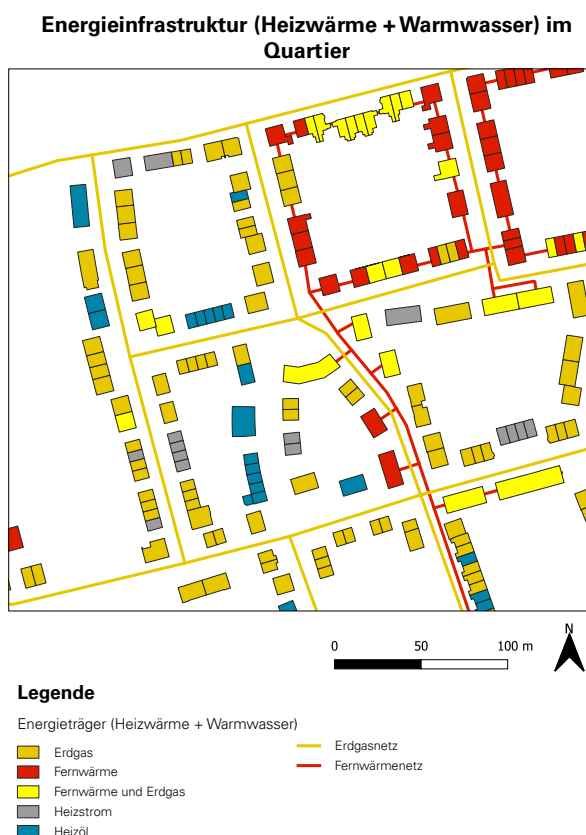 Energieinfrastruktur (Heizwärme + Warmwasser) im
Quartier
N
0 50 100 m
Legende
Energieträger (Heizwärme + Warmwasser)
Erdgas
Fernwärme
Fernwärme und Erdgas
Heizstrom
Heizöl
Erdgasnetz
Fernwärmenetz